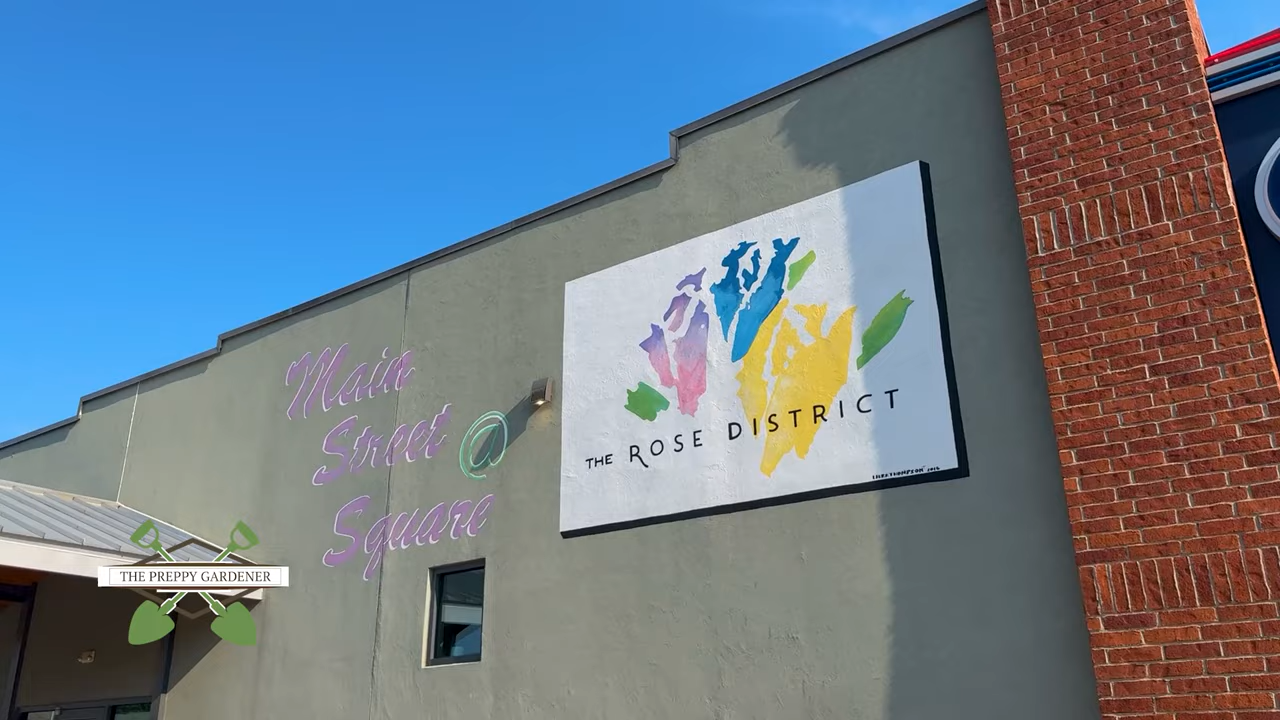 Main
Street @
Square
THE ROSE DISTRICT
THE PREPPY GARDENER